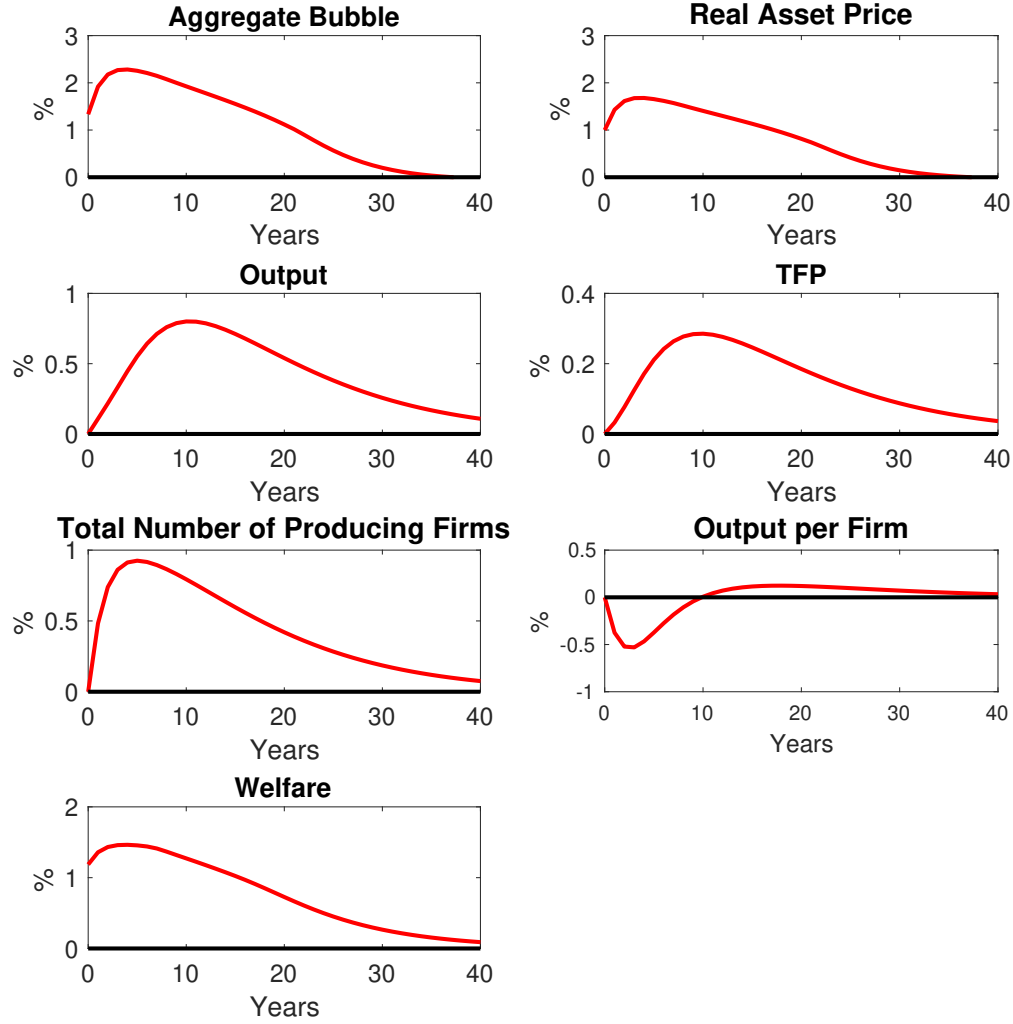 Aggregate Bubble
3
2
1
0
%
0 10 20 30 40
Years
Real Asset Price
3
2
1
0
%
0 10 20 30 40
Years
Output
1
0.5
0
%
0 10 20 30 40
Years
TFP
0.4
0.2
0
%
0 10 20 30 40
Years
Total Number of Producing Firms
1
0.5
0
%
0 10 20 30 40
Years
Output per Firm
0.5
0
-0.5
-1
%
0 10 20 30 40
Years
Welfare
2
1
0
%
0 10 20 30 40
Years